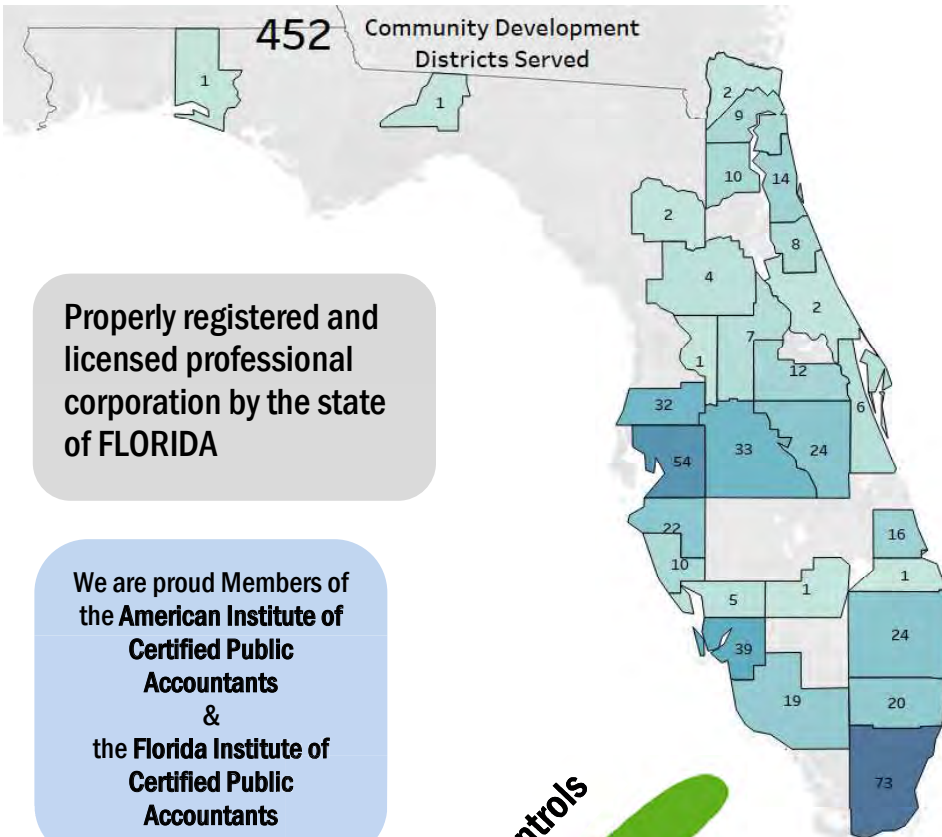 452
Community Development
Districts Served
1
1
2
9
10
14
2
8
4
2
7
1
12
32
6
33
24
54
22
16
10
1
5
1
24
39
19
20
73
Properly registered and
licensed professional
corporation by the state
of FLORIDA
We are proud Members of
the American Institute of
Certified Public
Accountants
&
the Florida Institute of
Certified Public
Accountants